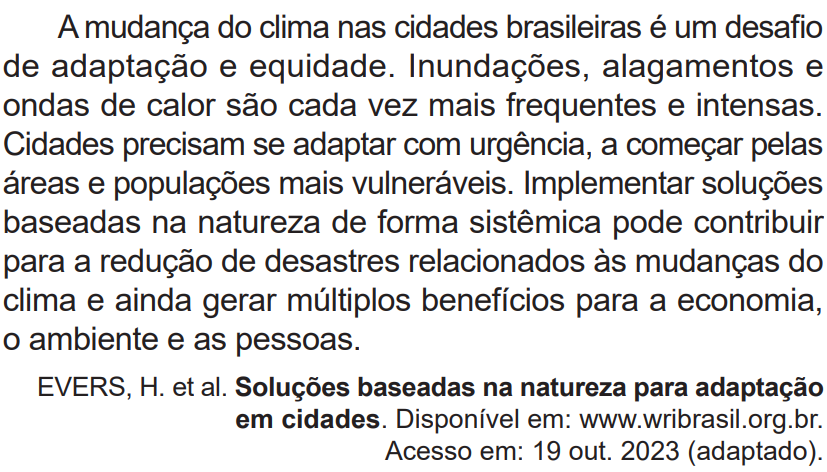 A mudança do clima nas cidades brasileiras é um desafio
de adaptação e equidade. Inundações, alagamentos e
ondas de calor são cada vez mais frequentes e intensas.
Cidades precisam se adaptar com urgência, a começar pelas
áreas e populações mais vulneráveis. Implementar soluções
baseadas na natureza de forma sistêmica pode contribuir
para a redução de desastres relacionados às mudanças do
clima e ainda gerar múltiplos benefícios para a economia,
o ambiente e as pessoas.
EVERS, H. et al. Soluções baseadas na natureza para adaptação
em cidades. Disponível em: www.wribrasil.org.br.
Acesso em: 19 out. 2023 (adaptado).